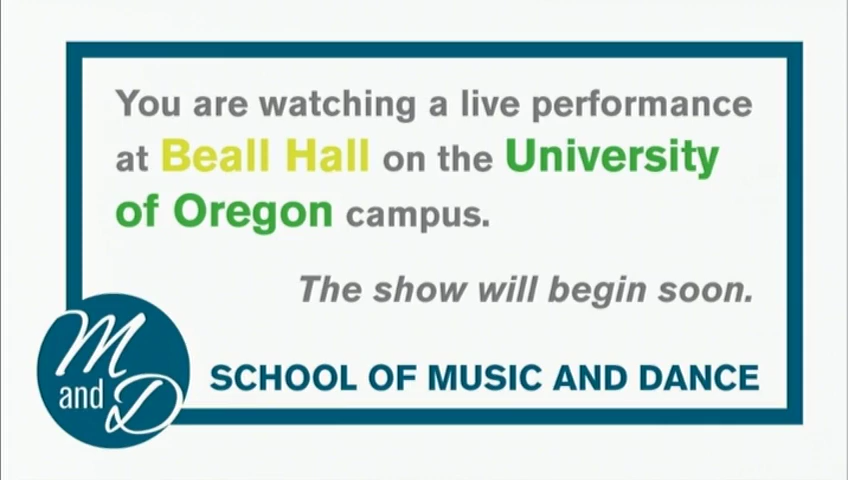 You are watching a live performance
at Beall Hall on the University
of Oregon campus.
The show will begin soon.
M
and
D
SCHOOL OF MUSIC AND DANCE